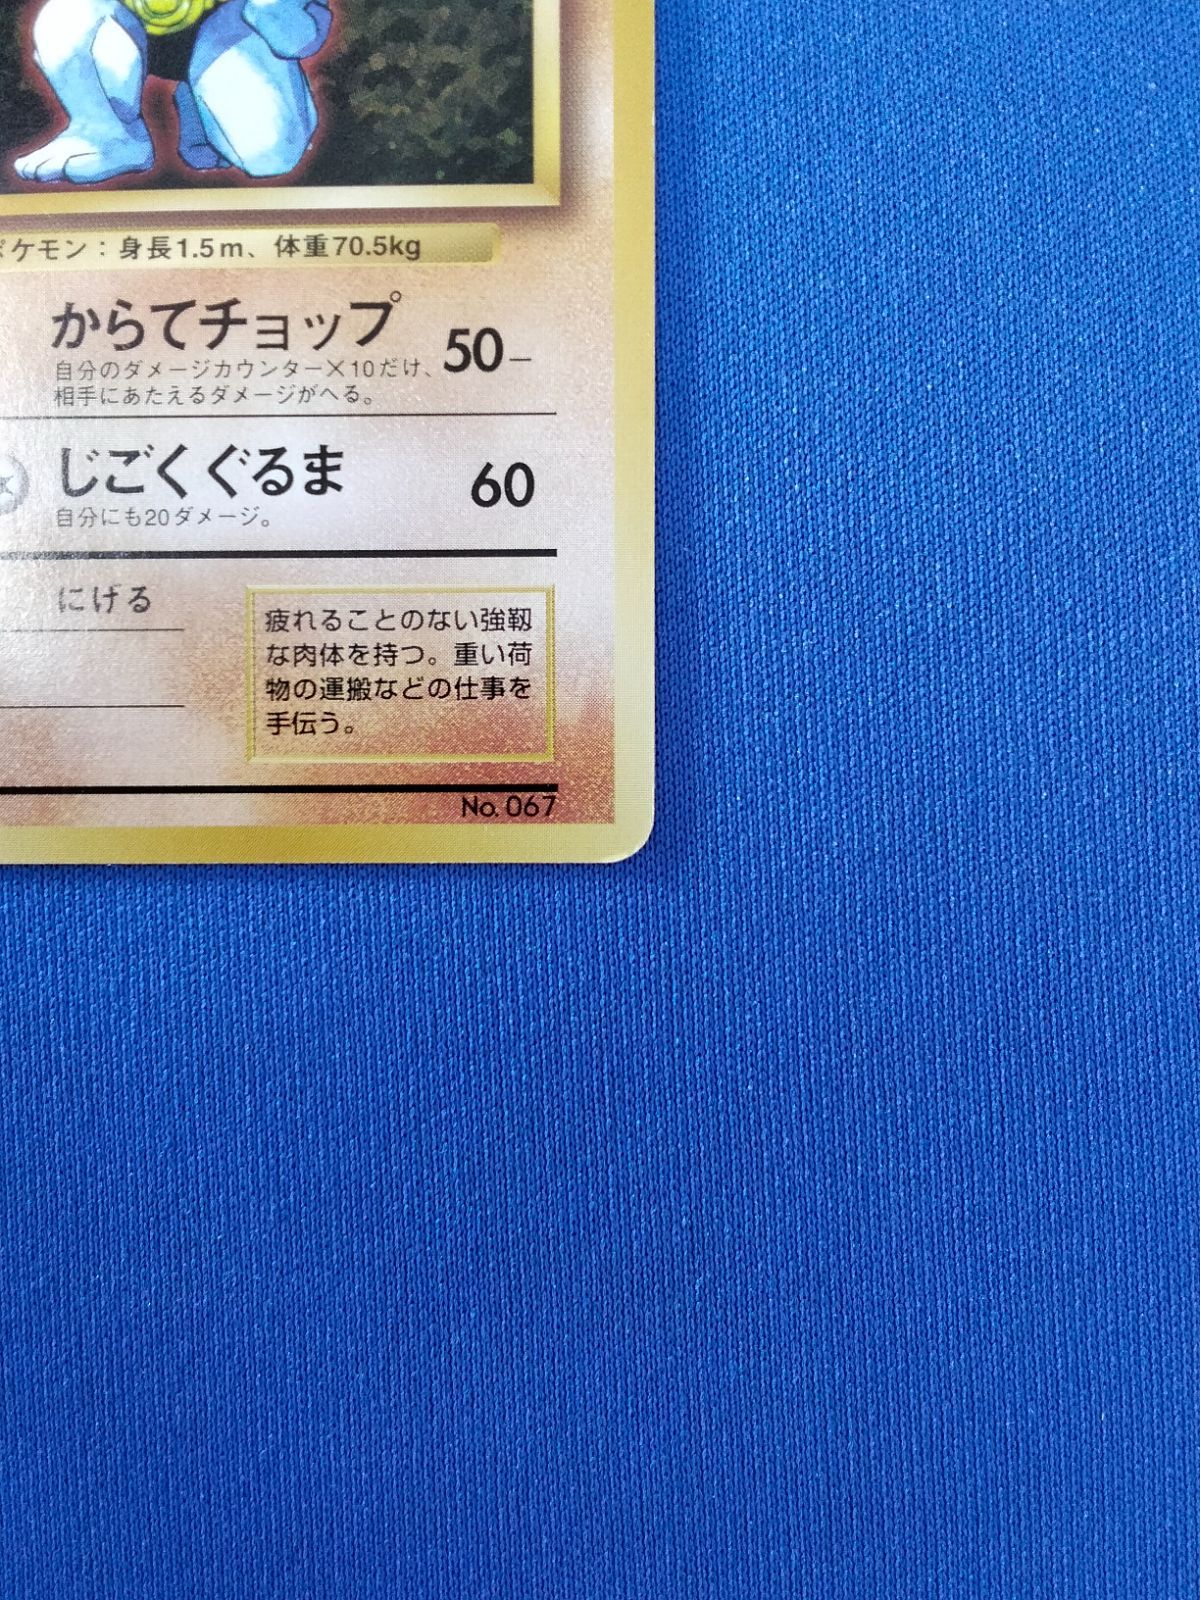 ポケモン：身長1.5m、体重70.5kg
からてチョップ 50−
自分のダメージカウンター×10だけ、
相手にあたえるダメージがへる。
じごくぐるま 60
自分にも20ダメージ。
にげる
疲れることのない強靱
な肉体を持つ。重い荷
物の運搬などの仕事を
手伝う。
No. 067